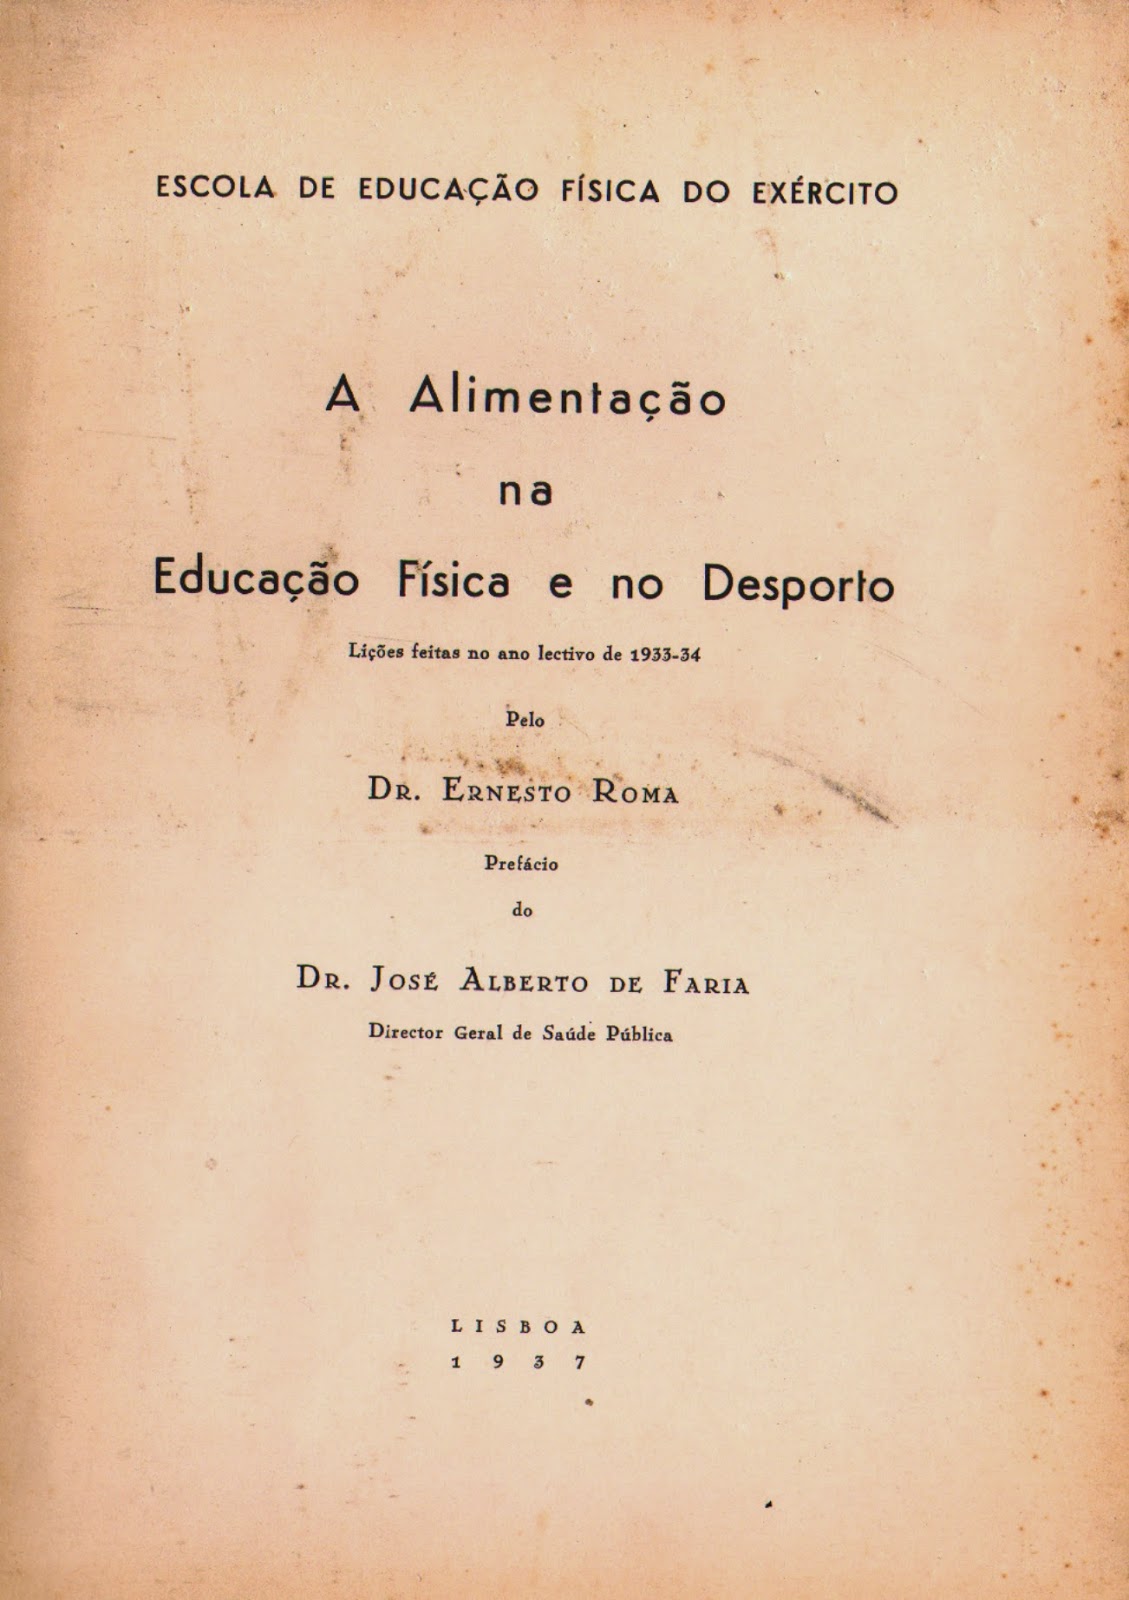 ESCOLA DE EDUCAÇÃO FÍSICA DO EXÉRCITO
A Alimentação
na
Educação Física e no Desporto
Lições feitas no ano lectivo de 1933-34
Pelo
DR. ERNESTO ROMA
Prefácio
do
DR. JOSÉ ALBERTO DE FARIA
Director Geral de Saúde Pública
LISBOA
1937